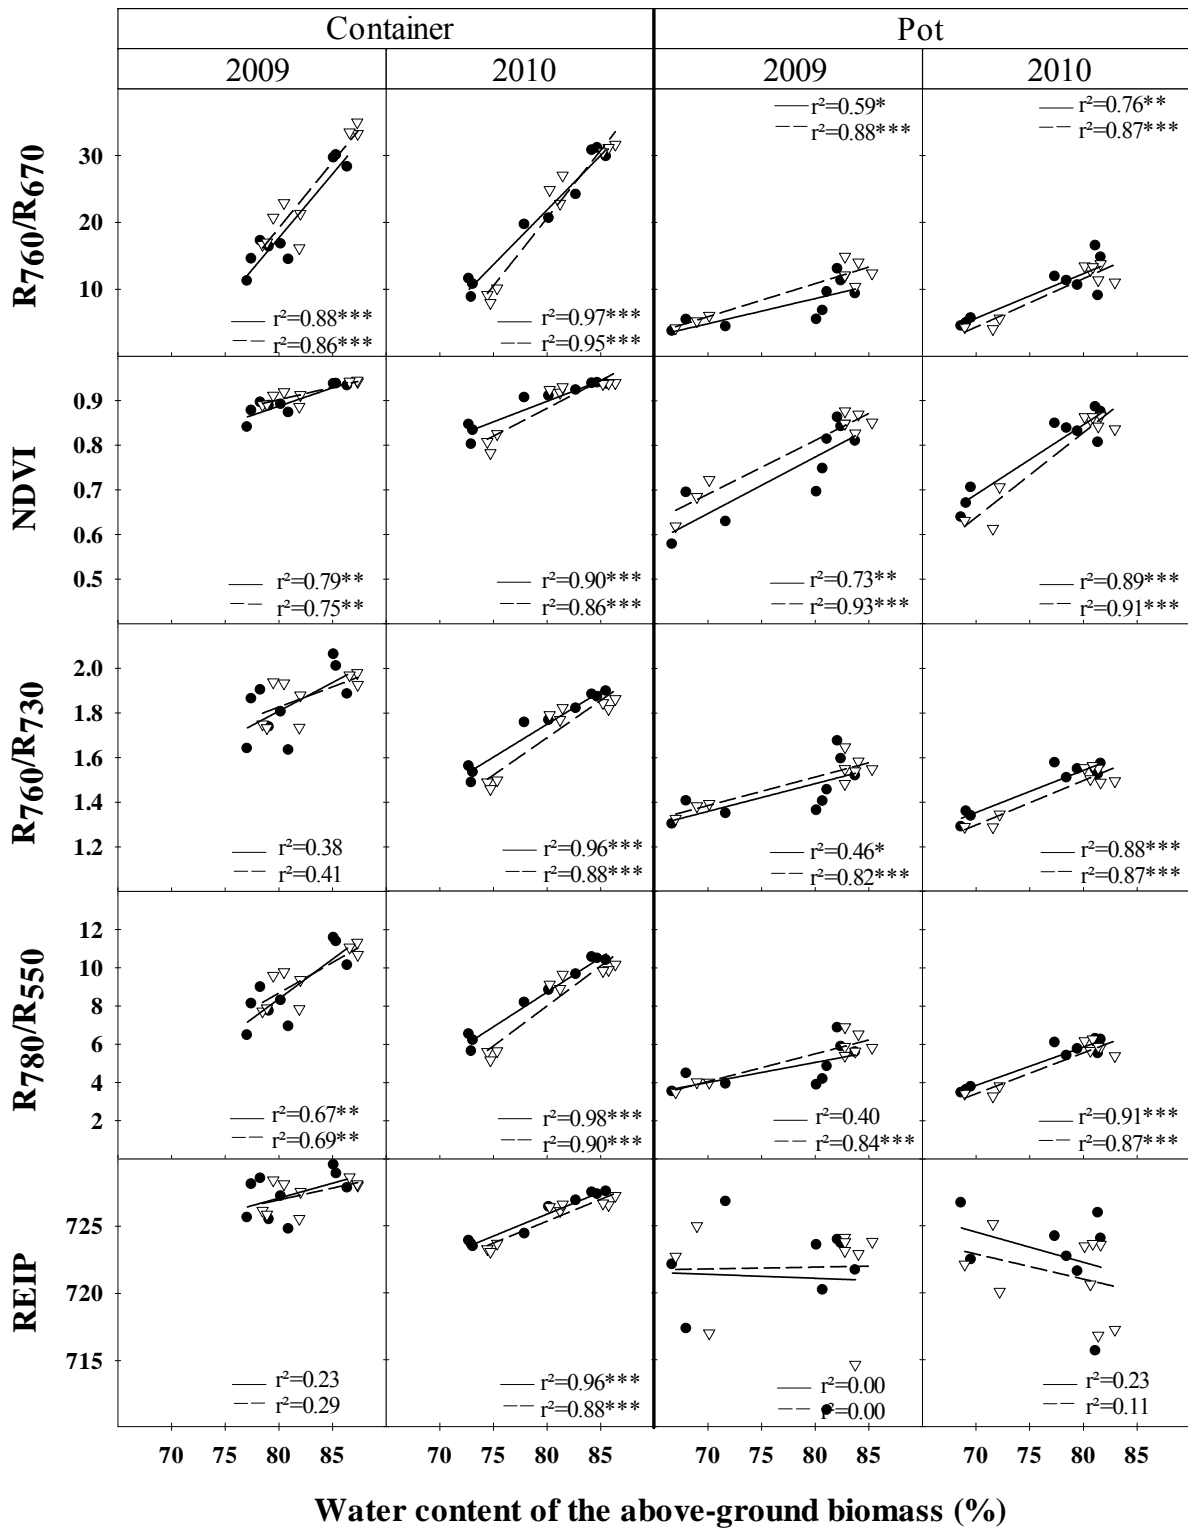 Container Pot
2009 2010 2009 2010
R760/R670
30
20
10
r²=0.88***
r²=0.86***
r²=0.97***
r²=0.95***
r²=0.59*
r²=0.88***
r²=0.76**
r²=0.87***
NDVI
0.9
0.8
0.7
0.6
0.5
r²=0.79**
r²=0.75**
r²=0.90***
r²=0.86***
r²=0.73**
r²=0.93***
r²=0.89***
r²=0.91***
R760/R730
2.0
1.8
1.6
1.4
1.2
r²=0.38
r²=0.41
r²=0.96***
r²=0.88***
r²=0.46*
r²=0.82***
r²=0.88***
r²=0.87***
R780/R550
12
10
8
6
4
2
r²=0.67**
r²=0.69**
r²=0.98***
r²=0.90***
r²=0.40
r²=0.84***
r²=0.91***
r²=0.87***
REIP
725
720
715
r²=0.23
r²=0.29
r²=0.96***
r²=0.88***
r²=0.00
r²=0.00
r²=0.23
r²=0.11
70 75 80 85 70 75 80 85 70 75 80 85 70 75 80 85
Water content of the above-ground biomass (%)